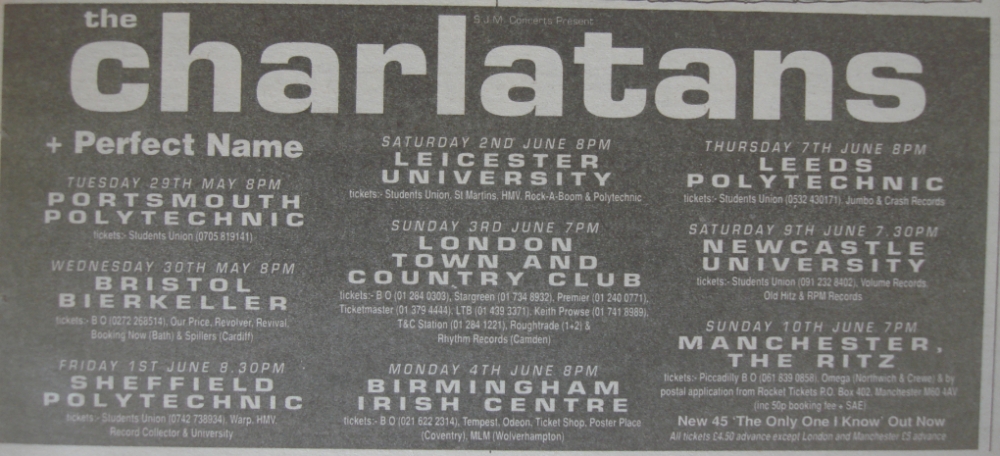 S.J.M. Concerts Present
the
charlatans
+ Perfect Name
TUESDAY 29TH MAY 8PM
PORTSMOUTH
POLYTECHNIC
tickets:- Students Union (0705 819141)
WEDNESDAY 30TH MAY 8PM
BRISTOL
BIERKELLER
tickets:- B O (0272 268514), Our Price, Revolver, Revival,
Booking Now (Bath) & Spillers (Cardiff)
FRIDAY 1ST JUNE 8.30PM
SHEFFIELD
POLYTECHNIC
tickets:- Students Union (0742 738934), Warp, HMV,
Record Collector & University
SATURDAY 2ND JUNE 8PM
LEICESTER
UNIVERSITY
tickets:- Students Union, St Martins, HMV, Rock-A-Boom & Polytechnic
SUNDAY 3RD JUNE 7PM
LONDON
TOWN AND
COUNTRY CLUB
tickets:- B O (01 284 0303), Stargreen (01 734 8932), Premier (01 240 0771),
Ticketmaster (01 379 4444), LTB (01 439 3371), Keith Prowse (01 741 8989),
T&C Station (01 284 1221), Roughtrade (1+2) &
Rhythm Records (Camden)
MONDAY 4TH JUNE 8PM
BIRMINGHAM
IRISH CENTRE
tickets:- B O (021 622 2314), Tempest, Odeon, Ticket Shop, Poster Place
(Coventry), MLM (Wolverhampton)
THURSDAY 7TH JUNE 8PM
LEEDS
POLYTECHNIC
tickets:- Students Union (0532 430171), Jumbo & Crash Records
SATURDAY 9TH JUNE 7.30PM
NEWCASTLE
UNIVERSITY
tickets:- Students Union (091 232 8402), Volume Records,
Old Hitz & RPM Records
SUNDAY 10TH JUNE 7PM
MANCHESTER,
THE RITZ
tickets:- Piccadilly B O (061 839 0858), Omega (Northwich & Crewe) & by
postal application from Rocket Tickets P.O. Box 402, Manchester M60 4AY
(inc 50p booking fee + SAE)
New 45 'The Only One I Know' Out Now
All tickets £4.50 advance except London and Manchester £5 advance